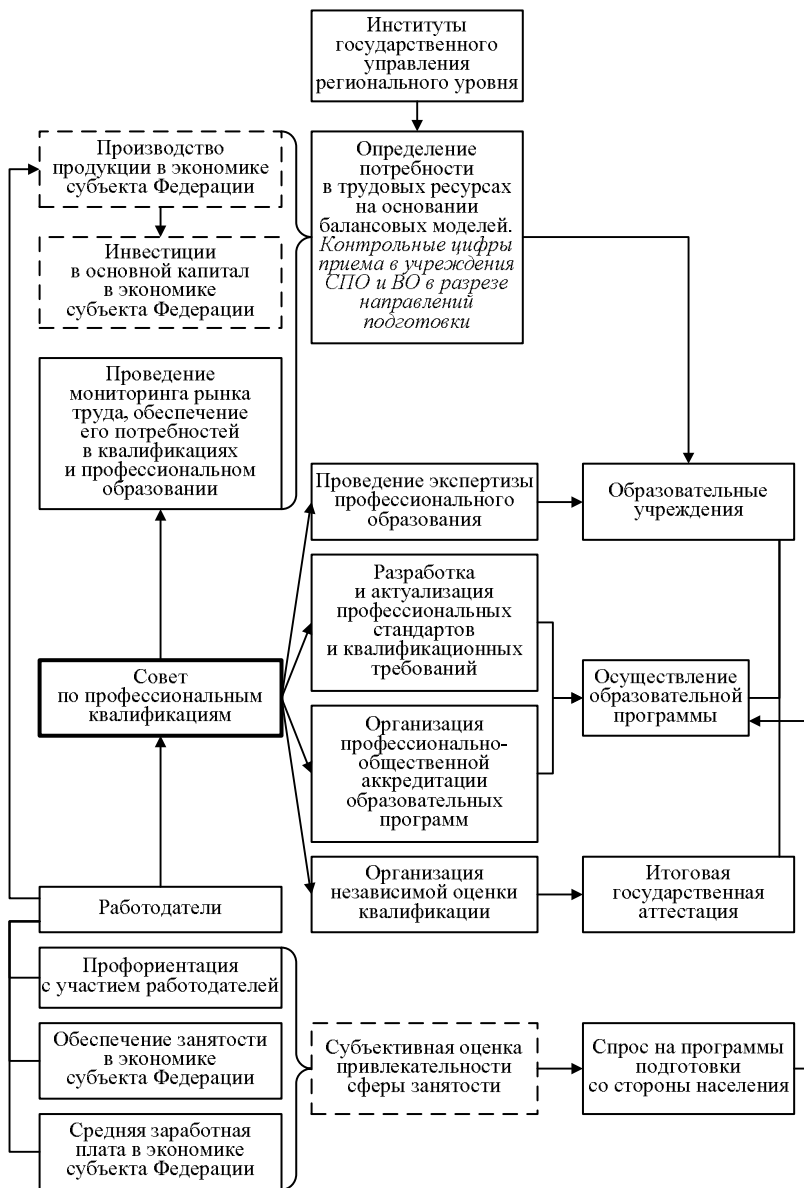 Институты
государственного
управления
регионального уровня
Производство
продукции в экономике
субъекта Федерации
Определение
потребности
в трудовых ресурсах
на основании
балансовых моделей.
Контрольные цифры
приема в учреждения
СПО и ВО в разрезе
направлений
подготовки
Инвестиции
в основной капитал
в экономике
субъекта Федерации
Проведение
мониторинга рынка
труда, обеспечение
его потребностей
в квалификациях
и профессиональном
образовании
Проведение экспертизы
профессионального
образования
Образовательные
учреждения
Разработка
и актуализация
профессиональных
стандартов
и квалификационных
требований
Совет
по профессиональным
квалификациям
Осуществление
образовательной
программы
Организация
профессионально-
общественной
аккредитации
образовательных
программ
Работодатели
Организация
независимой оценки
квалификации
Итоговая
государственная
аттестация
Профориентация
с участием работодателей
Обеспечение занятости
в экономике
субъекта Федерации
Субъективная оценка
привлекательности
сферы занятости
Спрос на программы
подготовки
со стороны населения
Средняя заработная
плата в экономике
субъекта Федерации